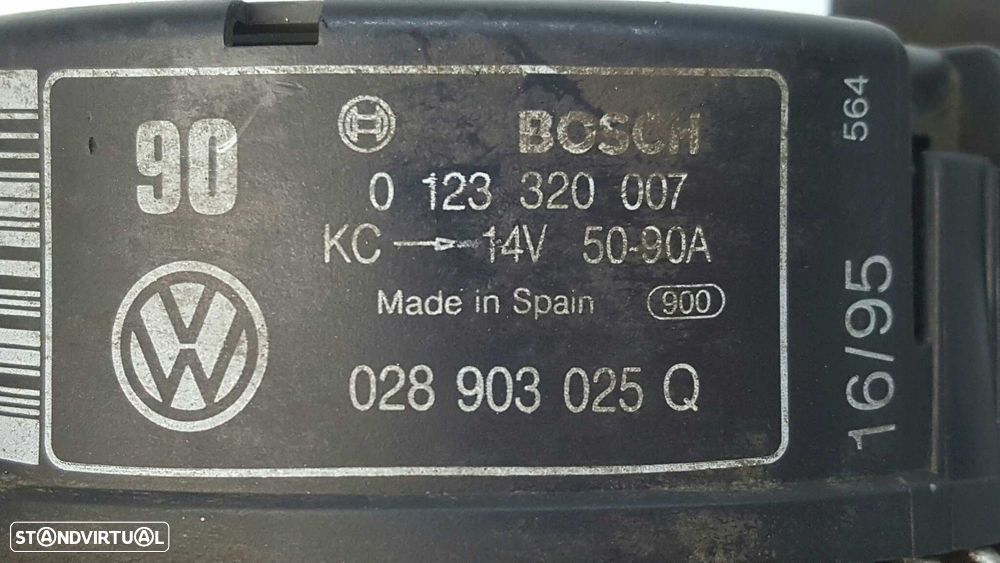 90
BOSCH
0 123 320 007
KC → 14V 50-90A
Made in Spain 900
028 903 025 Q
564
16/95
STANDVIRTUAL